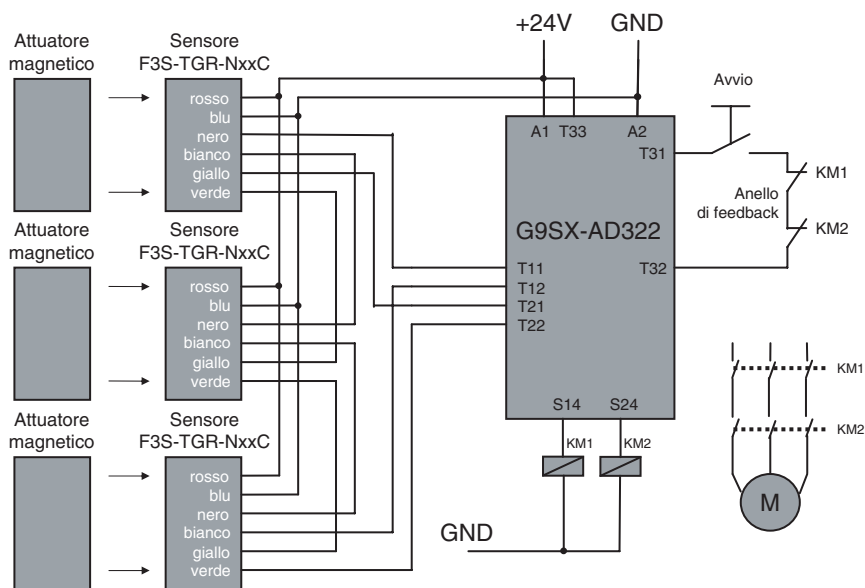 +24V
GND
Attuatore
magnetico
Sensore
F3S-TGR-NxxC
rosso
blu
nero
bianco
giallo
verde
Attuatore
magnetico
Sensore
F3S-TGR-NxxC
rosso
blu
nero
bianco
giallo
verde
Attuatore
magnetico
Sensore
F3S-TGR-NxxC
rosso
blu
nero
bianco
giallo
verde
A1
T33
A2
T31
G9SX-AD322
T11
T12
T21
T22
T32
S14
S24
Avvio
KM1
Anello
di feedback
KM2
KM1
KM2
GND
KM1
KM2
M